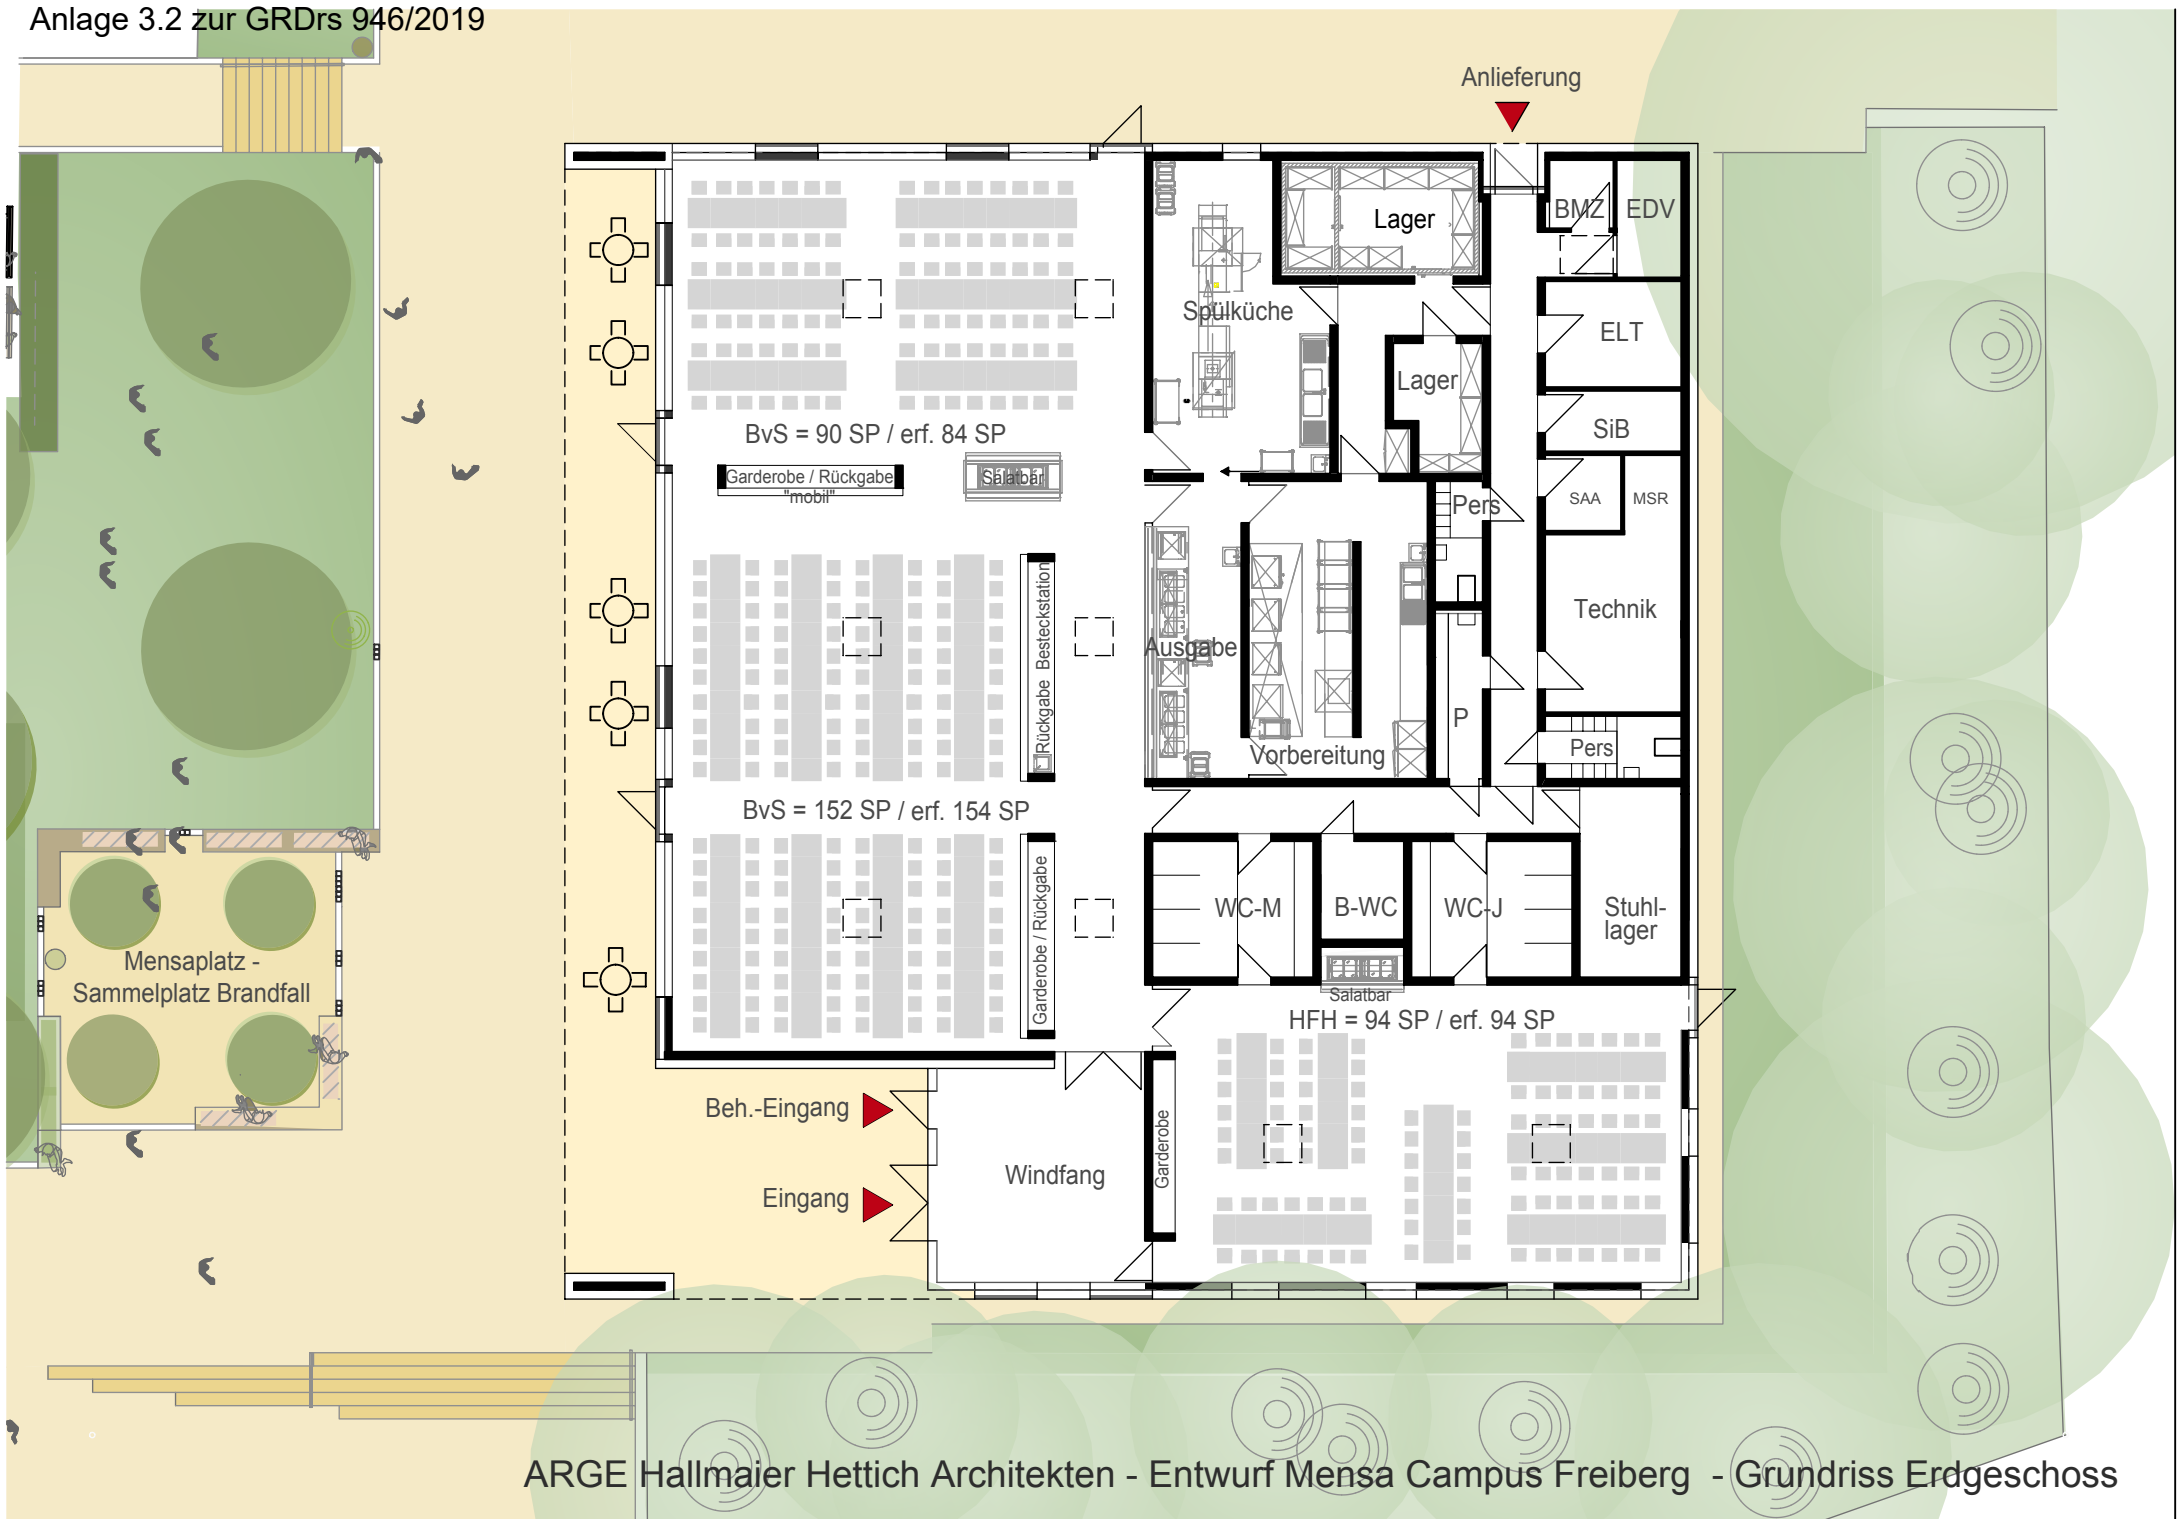 Anlage 3.2 zur GRDrs 946/2019
Anlieferung
BMZ
EDV
Lager
Spülküche
ELT
Lager
SiB
BvS = 90 SP / erf. 84 SP
Garderobe / Rückgabe
"mobil"
Salatbar
Pers
SAA
MSR
Rückgabe Besteckstation
Technik
Ausgabe
P
Vorbereitung
Pers
BvS = 152 SP / erf. 154 SP
Garderobe / Rückgabe
WC-M
B-WC
WC-J
Stuhl-
lager
Mensaplatz -
Sammelplatz Brandfall
Salatbar
HFH = 94 SP / erf. 94 SP
Beh.-Eingang
Garderobe
Windfang
Eingang
ARGE Hallmaier Hettich Architekten - Entwurf Mensa Campus Freiberg - Grundriss Erdgeschoss